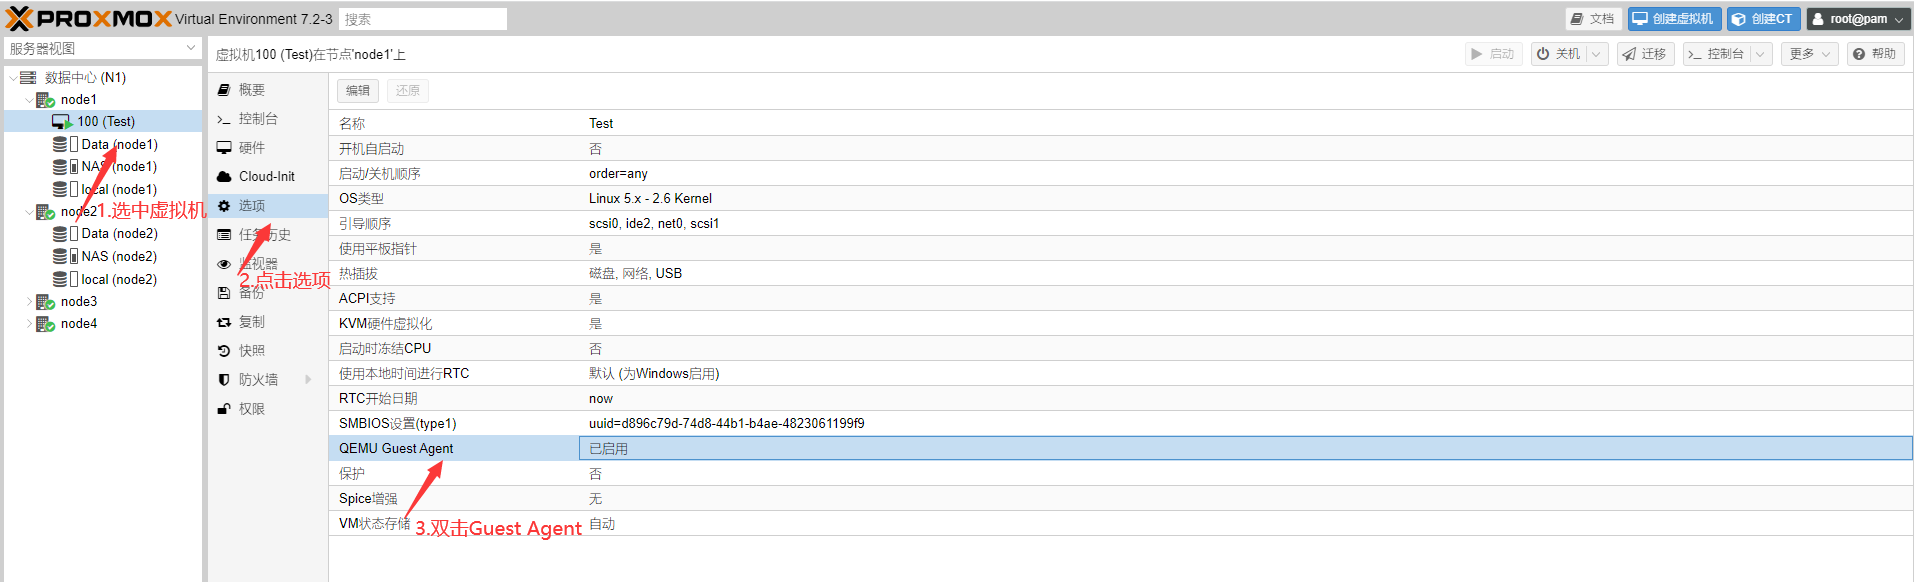 PROXMOX Virtual Environment 7.2-3 搜索 文档 创建虚拟机 创建CT root@pam
服务器视图
数据中心 (N1)
node1
100 (Test)
Data (node1)
NAS (node1)
local (node1)
1.选中虚拟机
node2
Data (node2)
NAS (node2)
local (node2)
node3
node4
虚拟机100 (Test)在节点'node1'上 启动 关机 迁移 控制台 更多 帮助
概要
控制台
硬件
Cloud-Init
选项
任务历史
监视器
2.点击选项
备份
复制
快照
防火墙
权限
编辑 还原
名称 Test
开机自启动 否
启动/关机顺序 order=any
OS类型 Linux 5.x - 2.6 Kernel
引导顺序 scsi0, ide2, net0, scsi1
使用平板指针 是
热插拔 磁盘, 网络, USB
ACPI支持 是
KVM硬件虚拟化 是
启动时冻结CPU 否
使用本地时间进行RTC 默认 (为Windows启用)
RTC开始日期 now
SMBIOS设置(type1) uuid=d896c79d-74d8-44b1-b4ae-4823061199f9
QEMU Guest Agent 已启用
保护 否
Spice增强 无
VM状态存储 自动
3.双击Guest Agent